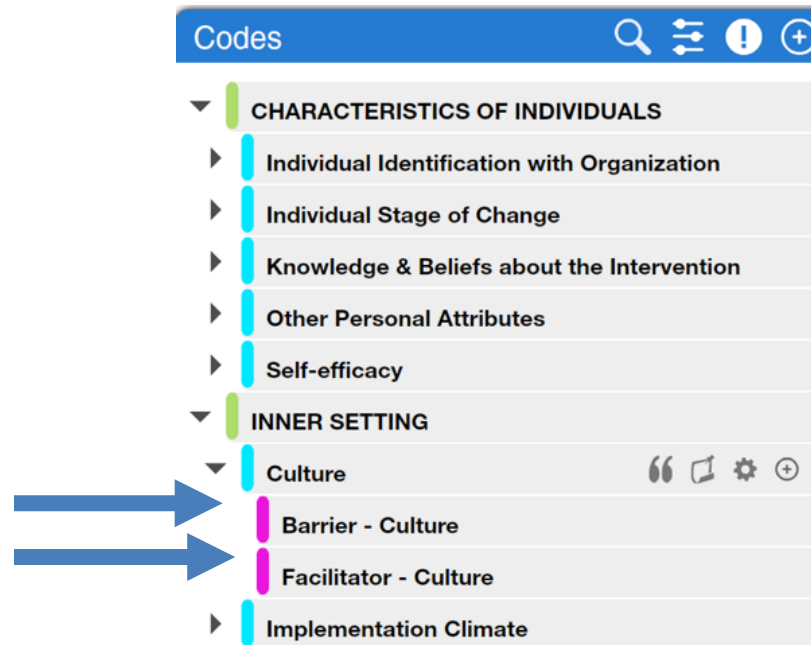 Codes
CHARACTERISTICS OF INDIVIDUALS
Individual Identification with Organization
Individual Stage of Change
Knowledge & Beliefs about the Intervention
Other Personal Attributes
Self-efficacy
INNER SETTING
Culture
Barrier - Culture
Facilitator - Culture
Implementation Climate